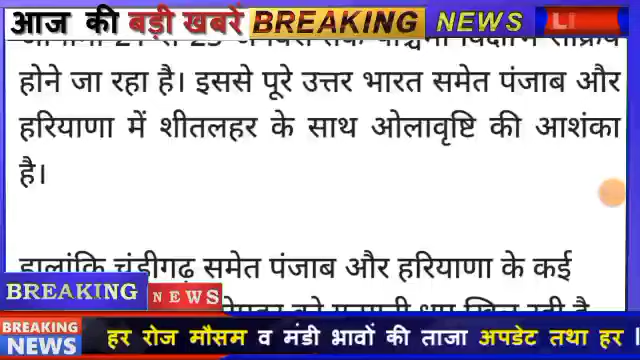 आज की बड़ी खबरें BREAKING NEWS LI
होने जा रहा है। इससे पूरे उत्तर भारत समेत पंजाब और
हरियाणा में शीतलहर के साथ ओलावृष्टि की आशंका
है।
हालांकि चंडीगढ़ समेत पंजाब और हरियाणा के कई
BREAKING NEWS
BREAKING
NEWS
हर रोज मौसम व मंडी भावों की ताजा अपडेट तथा हर